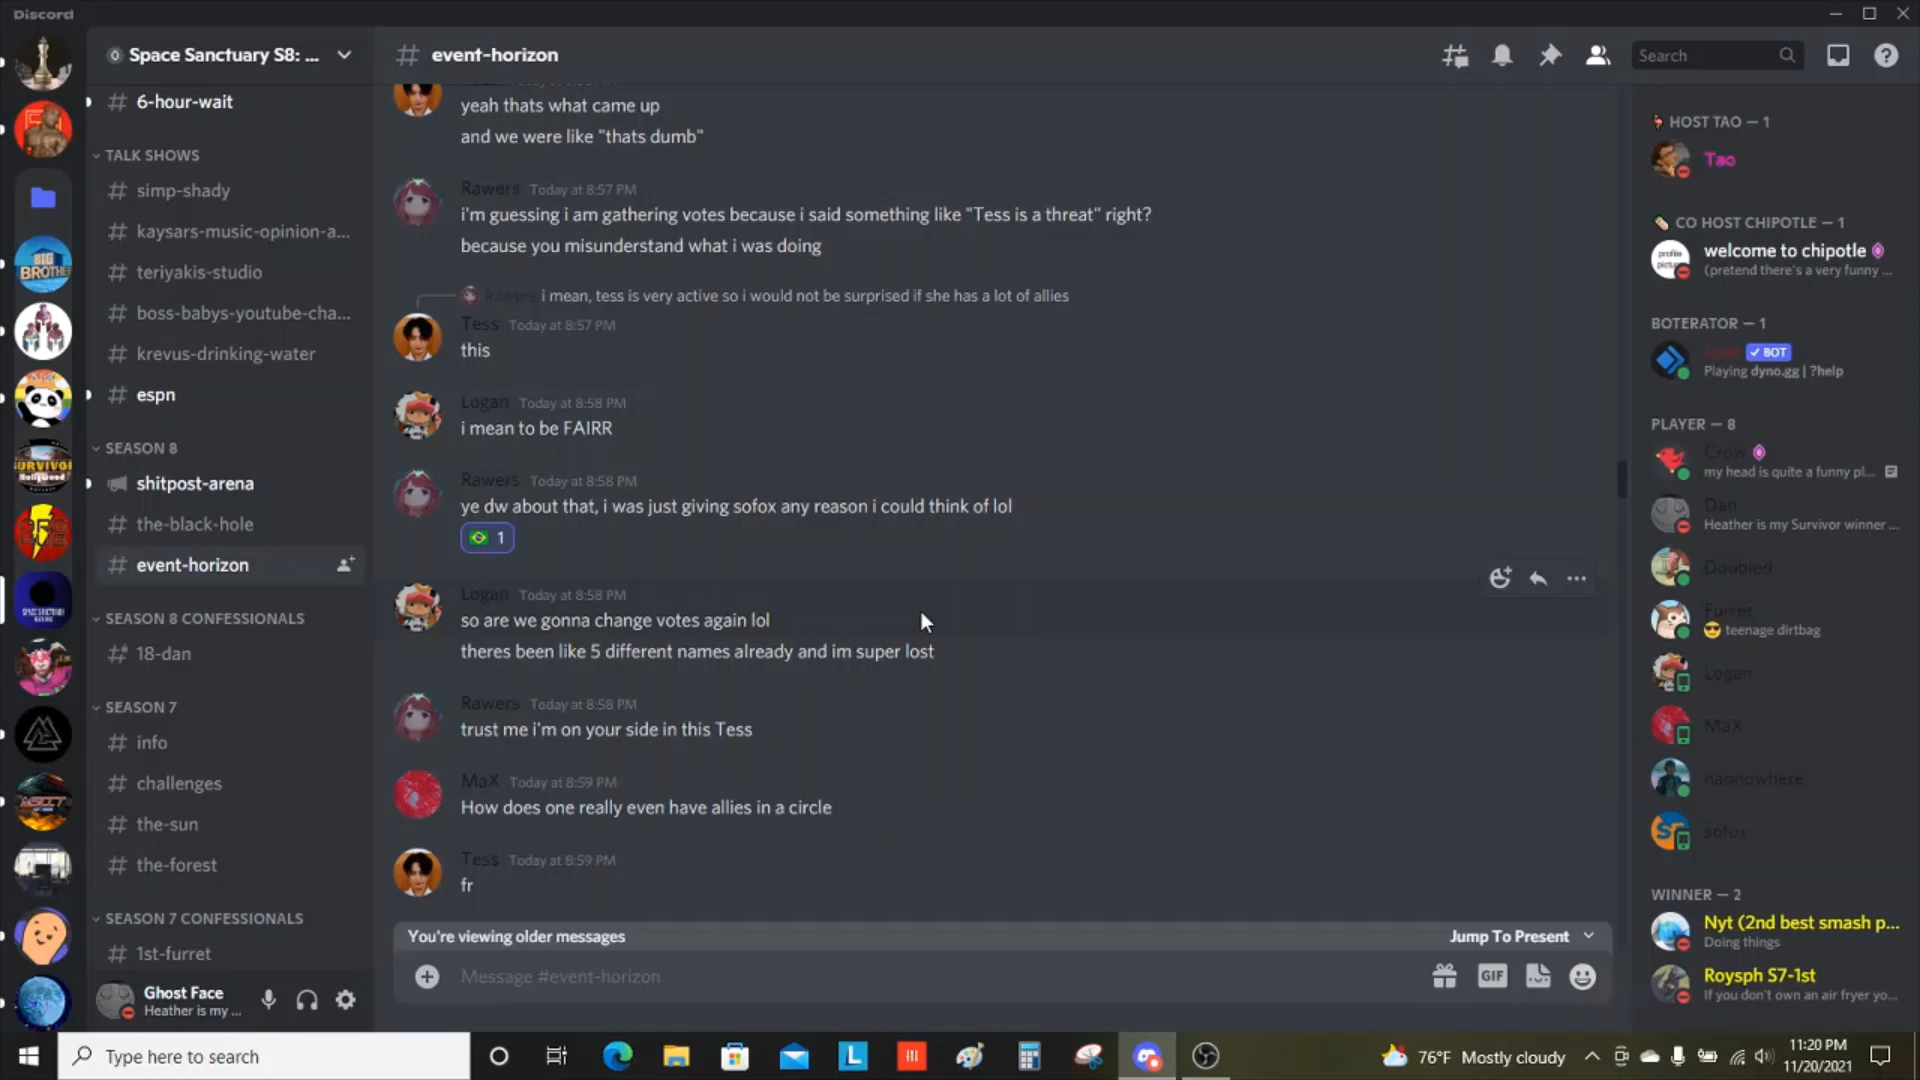 Discord
Space Sanctuary S8: ...
6-hour-wait
TALK SHOWS
simp-shady
kaysars-music-opinion-a...
teriyakis-studio
boss-babys-youtube-cha...
krevus-drinking-water
espn
SEASON 8
shitpost-arena
the-black-hole
event-horizon
SEASON 8 CONFESSIONALS
18-dan
SEASON 7
info
challenges
the-sun
the-forest
SEASON 7 CONFESSIONALS
1st-furret
Ghost Face
Heather is my ...
event-horizon
Search
yeah thats what came up
and we were like "thats dumb"
Rawers Today at 8:57 PM
i'm guessing i am gathering votes because i said something like "Tess is a threat" right?
because you misunderstand what i was doing
Rawers i mean, tess is very active so i would not be surprised if she has a lot of allies
Tess Today at 8:57 PM
this
Logan Today at 8:58 PM
i mean to be FAIRR
Rawers Today at 8:58 PM
ye dw about that, i was just giving sofox any reason i could think of lol
1
Logan Today at 8:58 PM
so are we gonna change votes again lol
theres been like 5 different names already and im super lost
Rawers Today at 8:58 PM
trust me i'm on your side in this Tess
MaX Today at 8:59 PM
How does one really even have allies in a circle
Tess Today at 8:59 PM
fr
You're viewing older messages
Jump To Present
Message #event-horizon
GIF
HOST TAO — 1
Tao
CO HOST CHIPOTLE — 1
welcome to chipotle
(pretend there's a very funny ...
BOTERATOR — 1
BOT
Playing dyno.gg | ?help
PLAYER — 8
Crow
my head is quite a funny pl...
Dan
Heather is my Survivor winner ...
Doubled
Furret
teenage dirtbag
Logan
MaX
nannowhere
sofox
WINNER — 2
Nyt (2nd best smash p...
Doing things
Roysph S7-1st
If you don't own an air fryer yo...
Type here to search
76°F Mostly cloudy
11:20 PM
11/20/2021